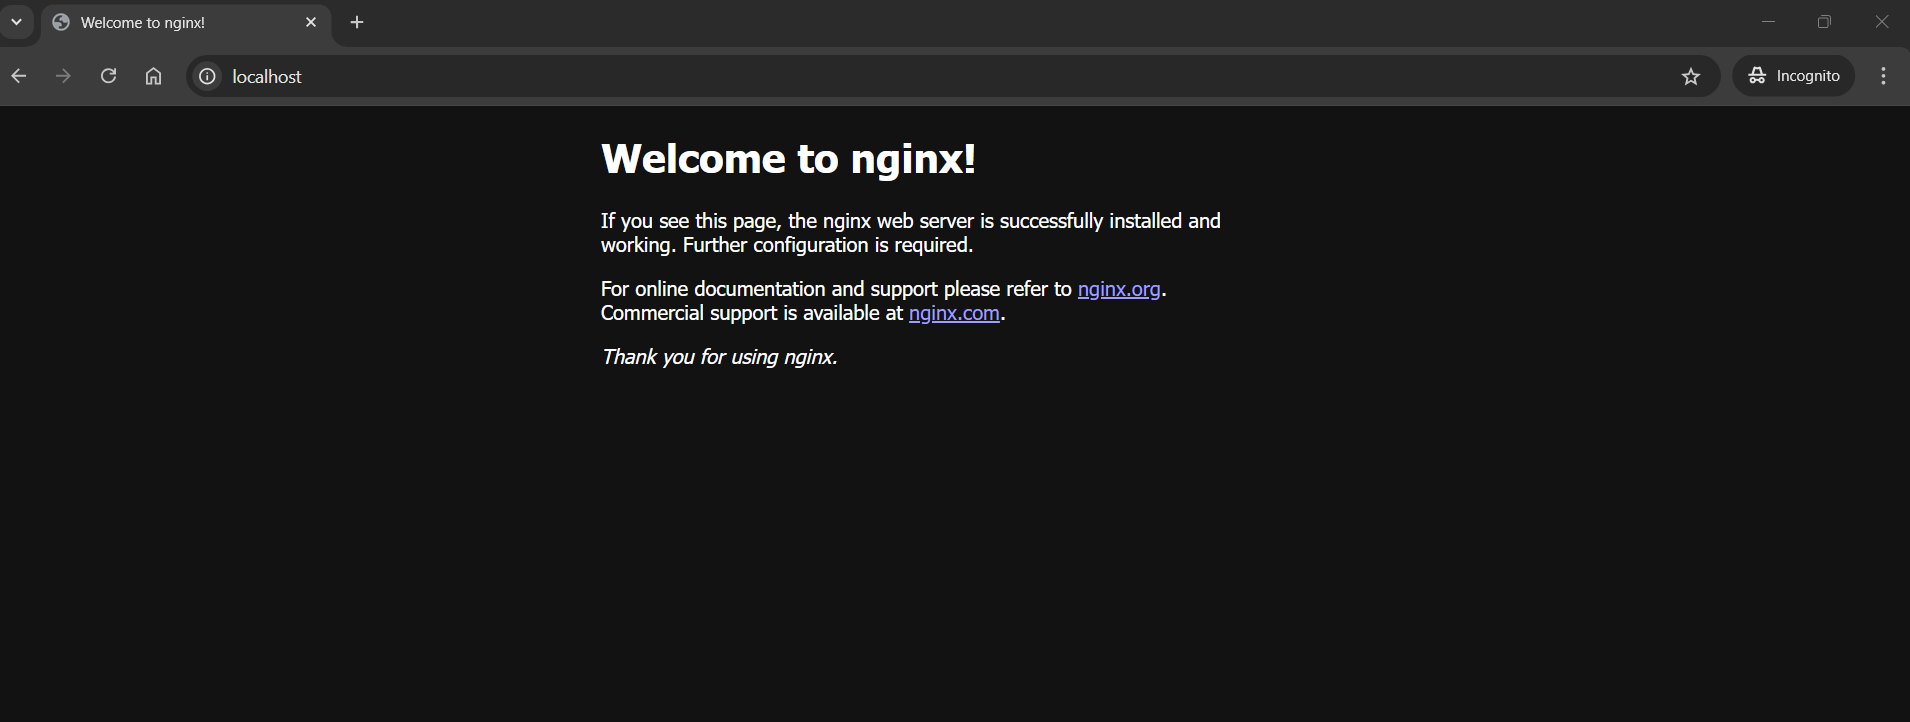 Welcome to nginx!
localhost
Incognito
Welcome to nginx!
If you see this page, the nginx web server is successfully installed and
working. Further configuration is required.
For online documentation and support please refer to nginx.org.
Commercial support is available at nginx.com.
Thank you for using nginx.